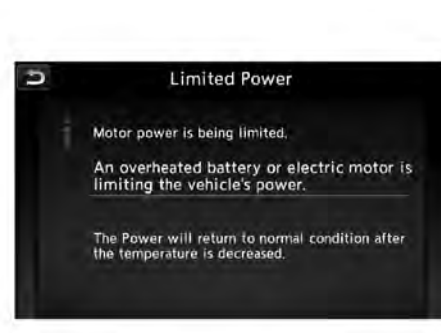 Limited Power
Motor power is being limited.
An overheated battery or electric motor is
limiting the vehicle's power.
The Power will return to normal condition after
the temperature is decreased.